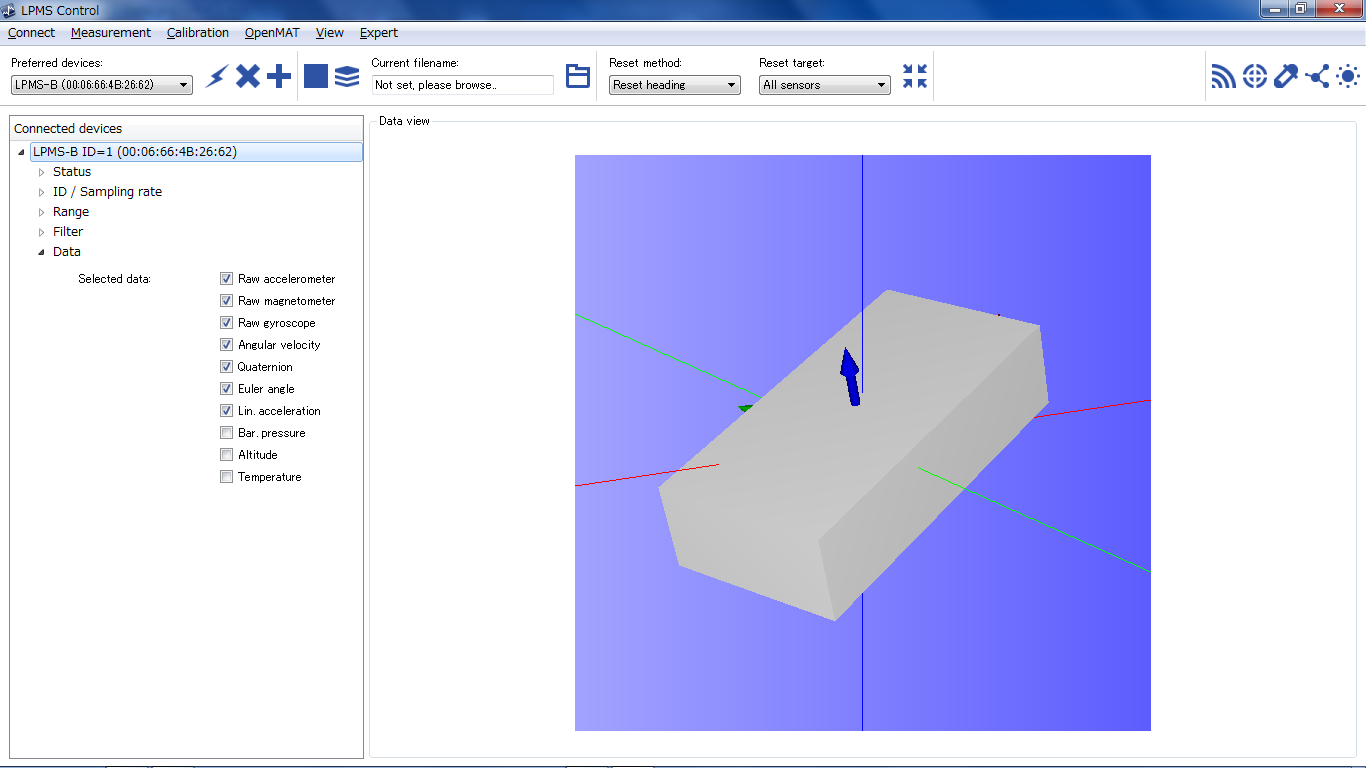 LPMS Control
Connect Measurement Calibration OpenMAT View Expert
Preferred devices: Current filename: Reset method: Reset target:
LPMS-B (00:06:66:4B:26:62) Not set, please browse.. Reset heading All sensors
Connected devices
LPMS-B ID=1 (00:06:66:4B:26:62)
Status
ID / Sampling rate
Range
Filter
Data
Selected data: Raw accelerometer
Raw magnetometer
Raw gyroscope
Angular velocity
Quaternion
Euler angle
Lin. acceleration
Bar. pressure
Altitude
Temperature
Data view